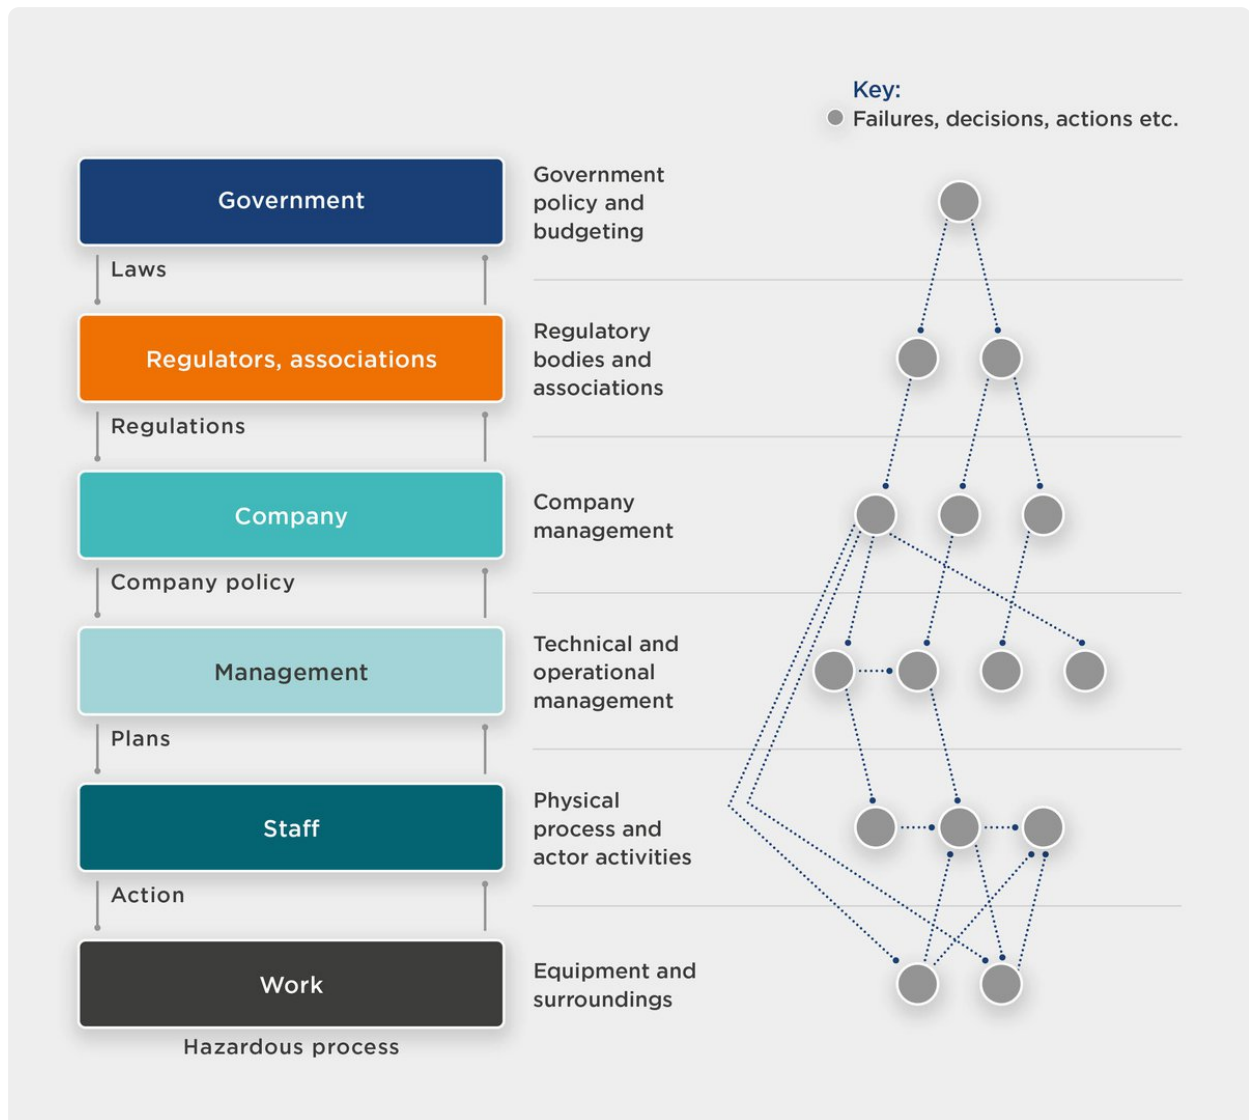 Key:
Failures, decisions, actions etc.
Government
Government
policy and
budgeting
Laws
Regulators, associations
Regulatory
bodies and
associations
Regulations
Company
Company
management
Company policy
Management
Technical and
operational
management
Plans
Staff
Physical
process and
actor activities
Action
Work
Equipment and
surroundings
Hazardous process